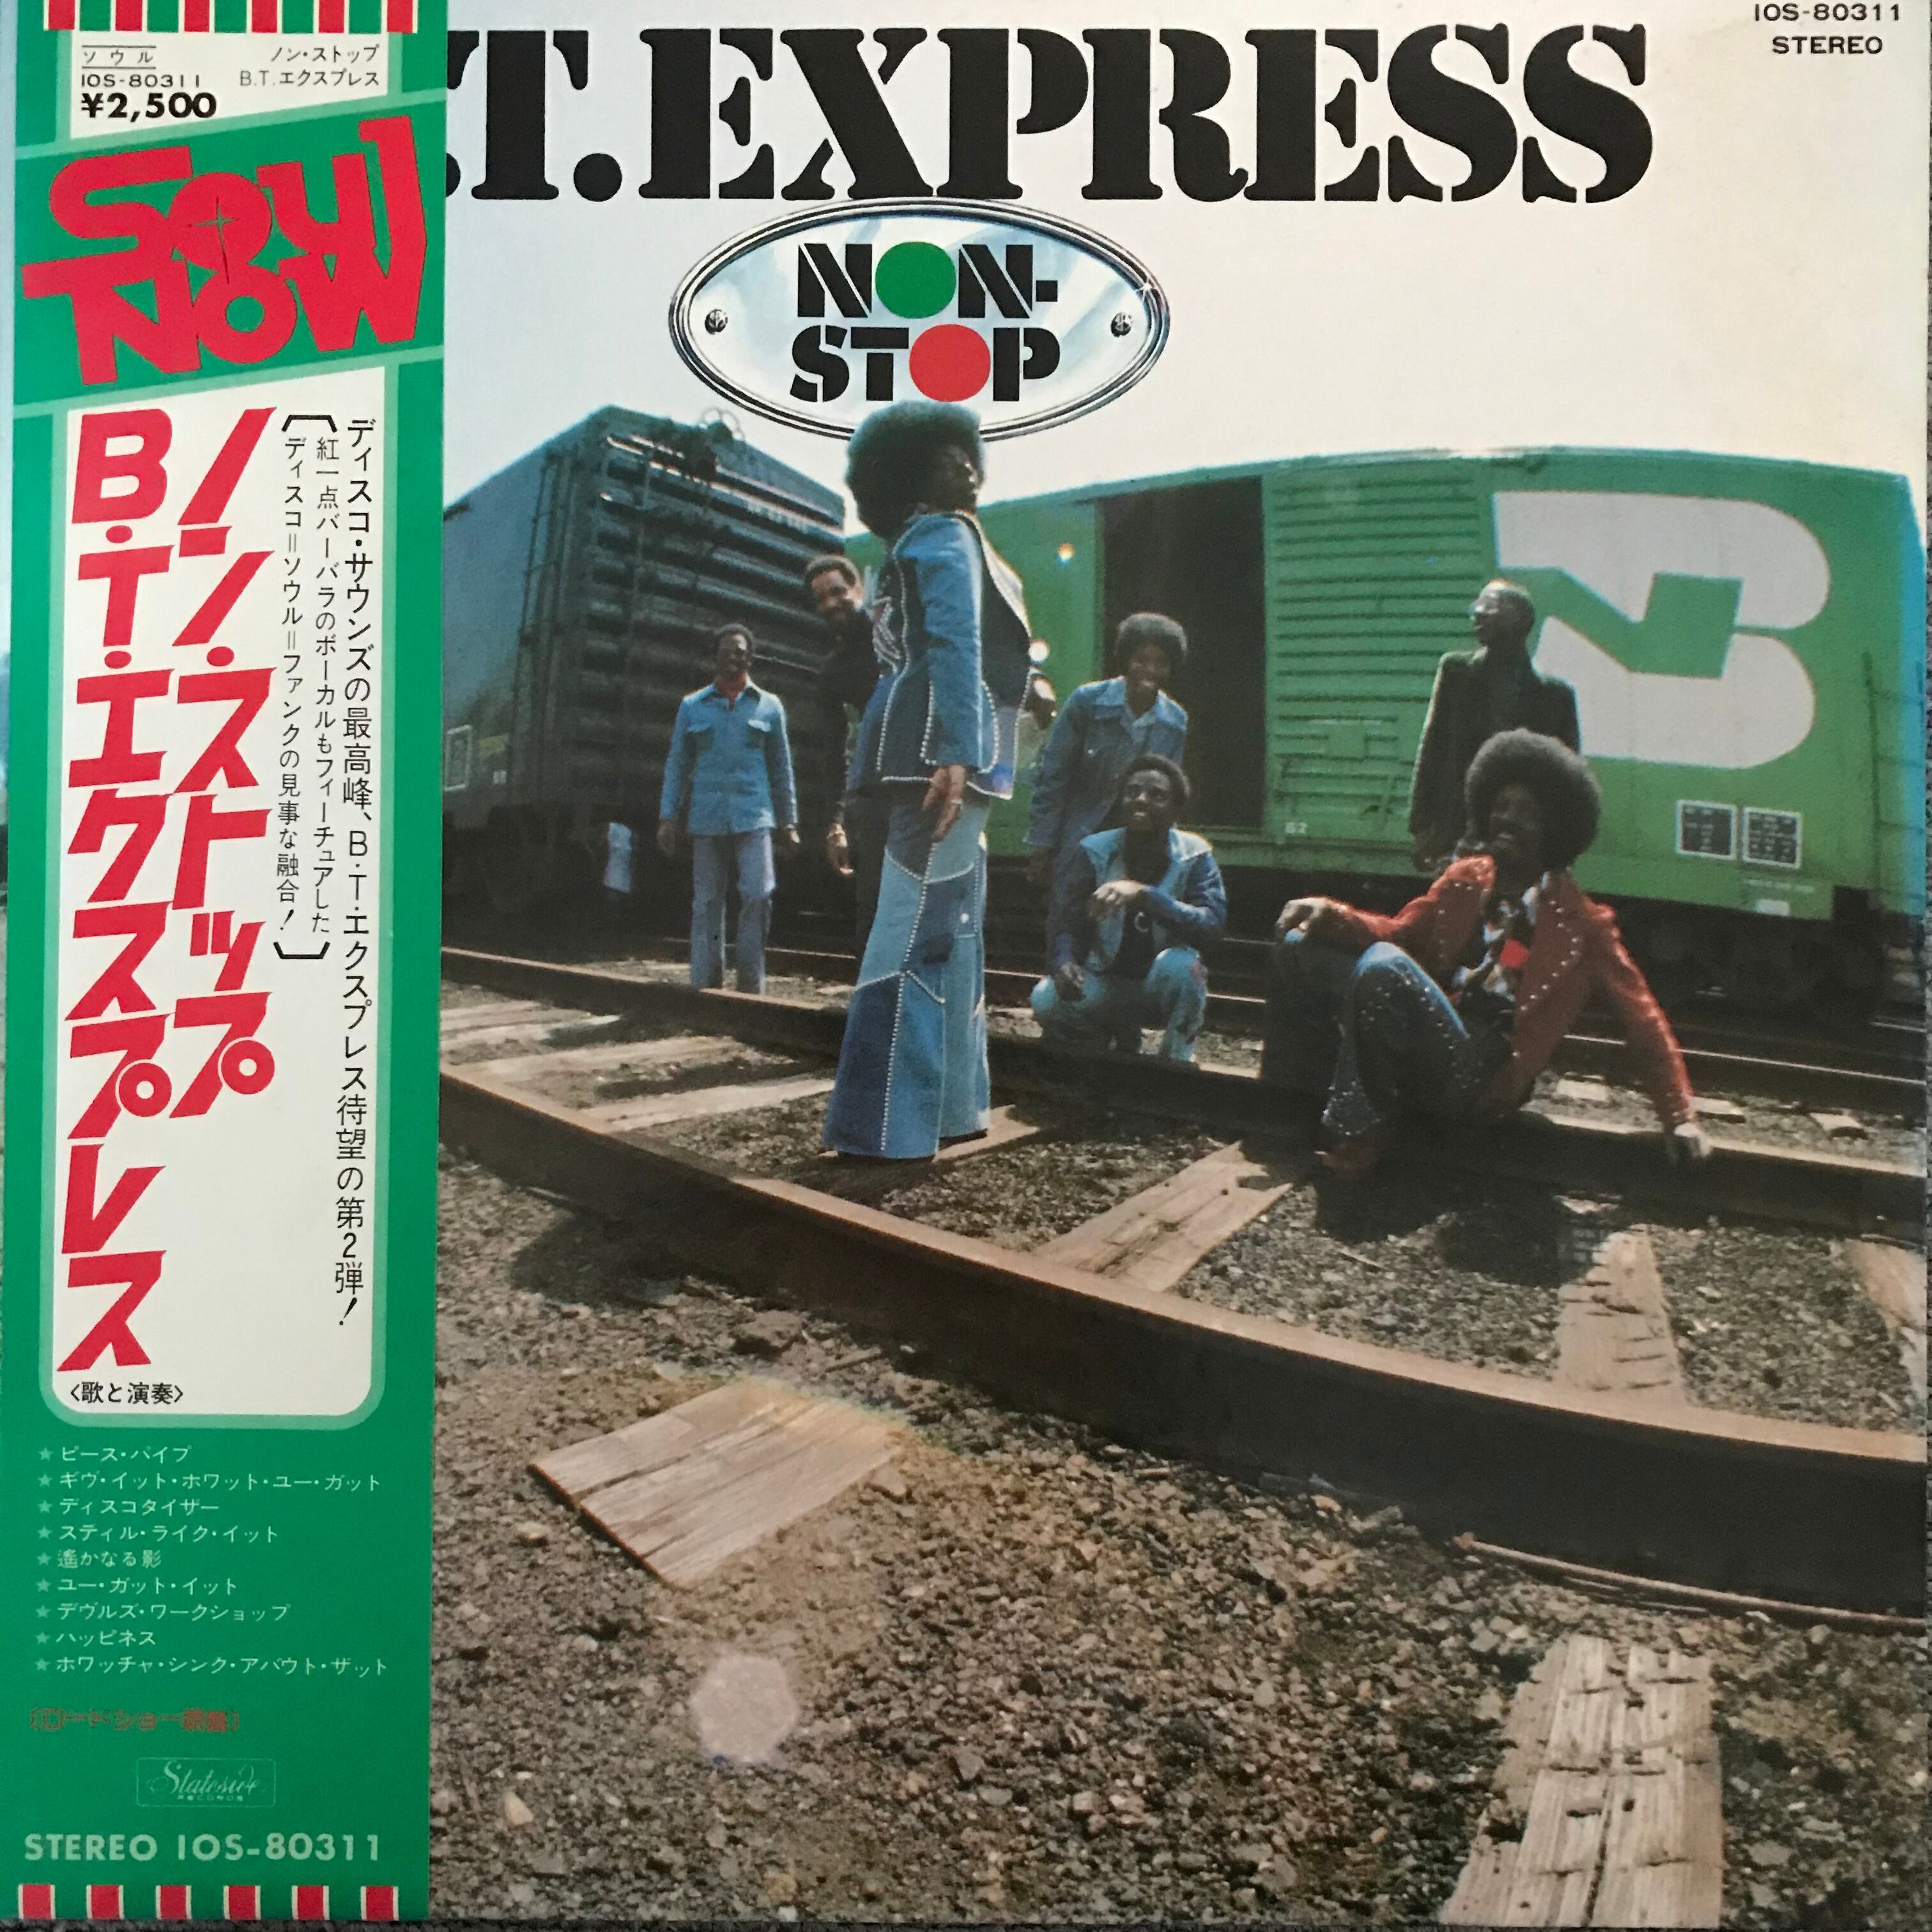 ソウル
IOS-80311
¥2,500
ノン・ストップ
B.T.エクスプレス
Soul
NOW
ディスコ・サウンズの最高峰、B・T・エクスプレス待望の第2弾!
紅一点バーバラのボーカルもフィーチュアした
ディスコ=ソウル=ファンクの見事な融合!
ノン・ストップ
B・T・エクスプレス
〈歌と演奏〉
★ピース・パイプ
★ギヴ・イット・ホワット・ユー・ガット
★ディスコタイザー
★スティル・ライク・イット
★遙かなる影
★ユー・ガット・イット
★デヴルズ・ワークショップ
★ハッピネス
★ホワッチャ・シンク・アバウト・ザット
Stateside
RECORDS
STEREO IOS-80311
.T. EXPRESS
NON-
STOP
IOS-80311
STEREO